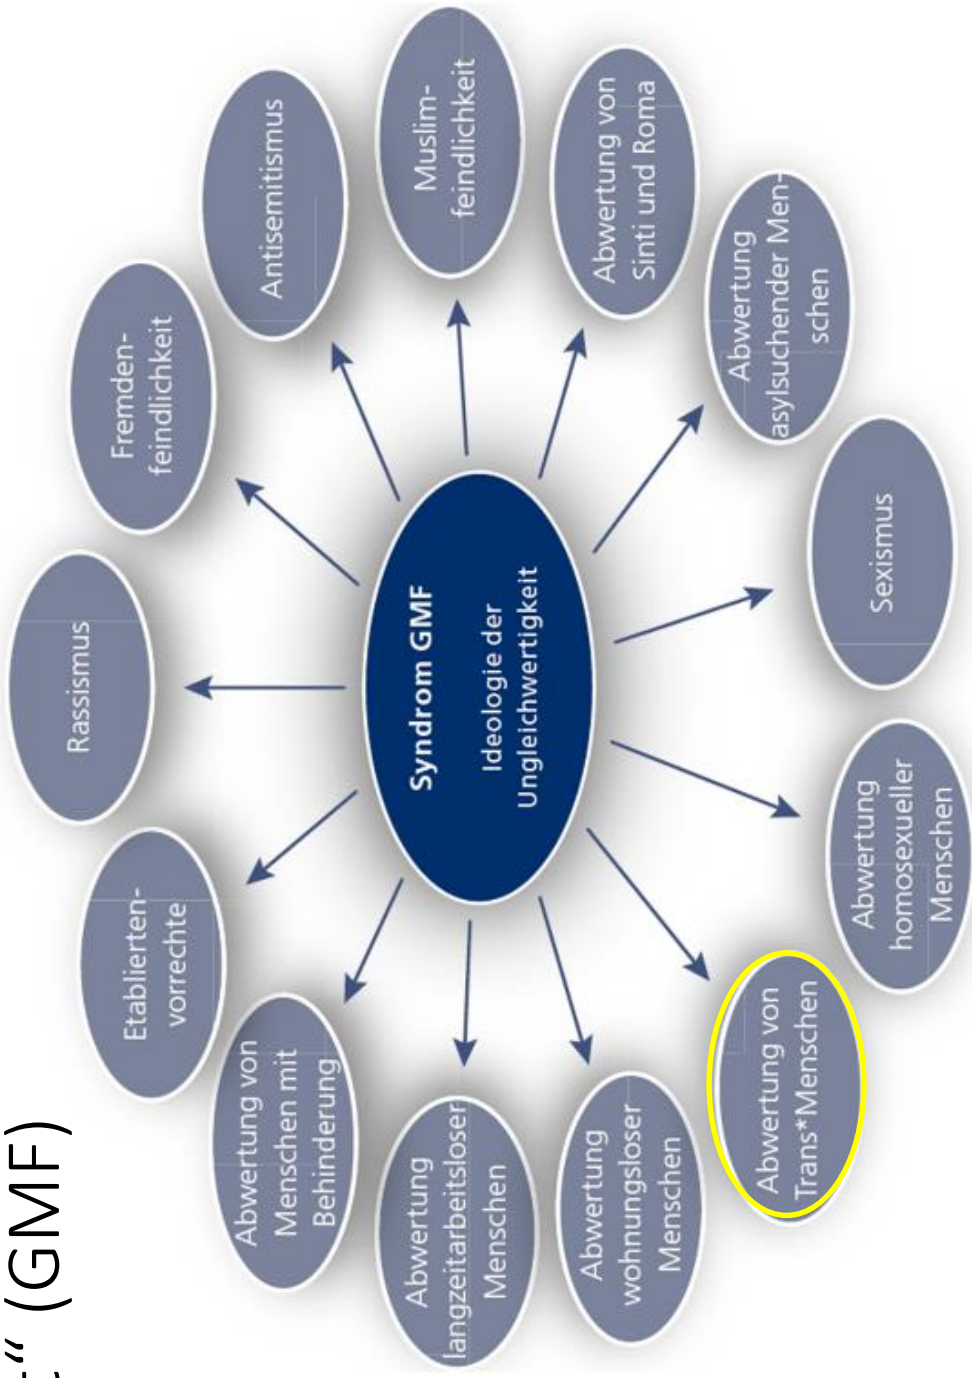 “ (GMF)
Rassismus
Fremden-
feindlichkeit
Antisemitismus
Muslim-
feindlichkeit
Abwertung von
Sinti und Roma
Abwertung
asylsuchender Men-
schen
Sexismus
Abwertung
homosexueller
Menschen
Abwertung von
Trans*Menschen
Abwertung
wohnungsloser
Menschen
Abwertung
langzeitarbeitsloser
Menschen
Abwertung von
Menschen mit
Behinderung
Etablierten-
vorrechte
Syndrom GMF
Ideologie der
Ungleichwertigkeit